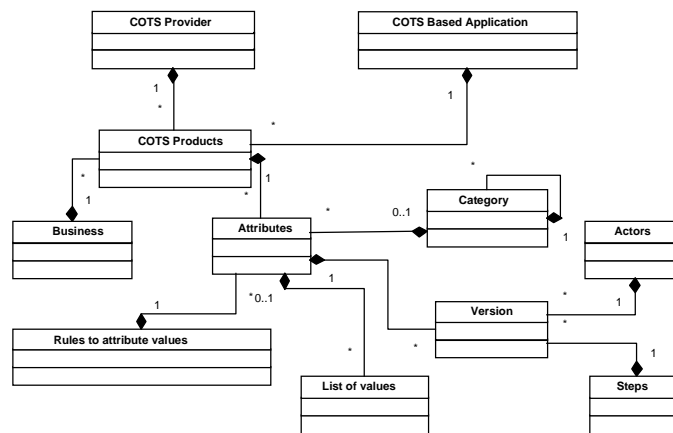 COTS Provider
COTS Based Application
1
*
1
*
COTS Products
*
1
1
*
Business
*
Category
0..1
*
1
Attributes
Actors
1
*
*
1
*
Version
*
0..1
1
*
Rules to attribute values
1
*
List of values
Steps